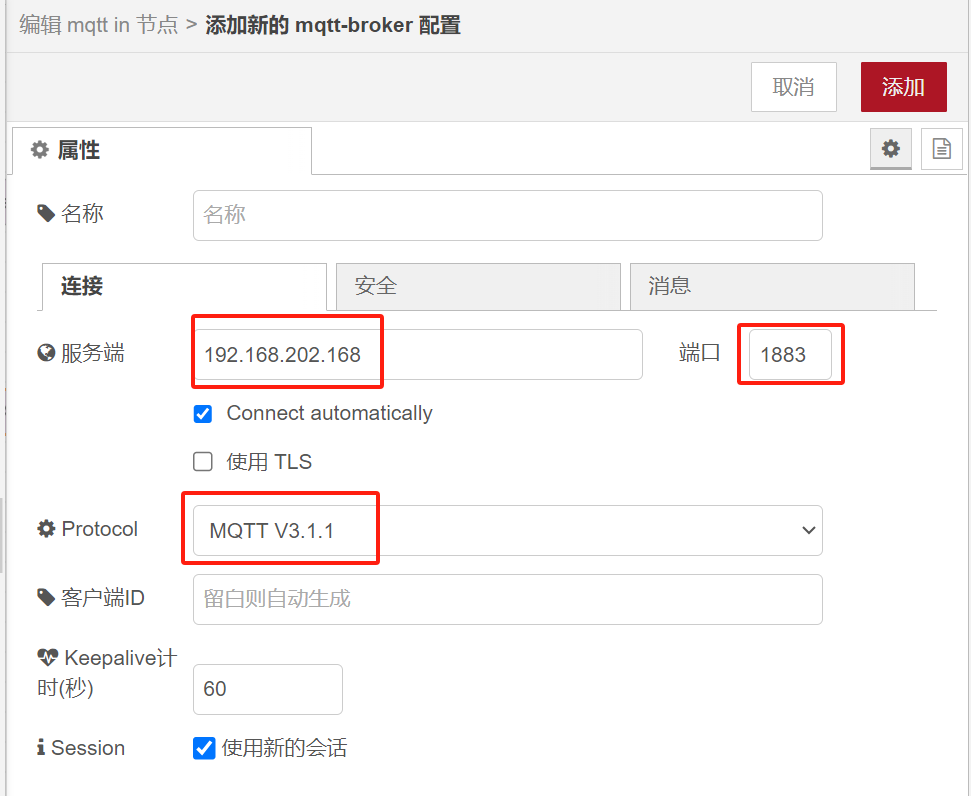 编辑 mqtt in 节点 > 添加新的 mqtt-broker 配置
取消 添加
属性
名称 名称
连接 安全 消息
服务端 192.168.202.168 端口 1883
Connect automatically
使用 TLS
Protocol MQTT V3.1.1
客户端ID 留白则自动生成
Keepalive计
时(秒) 60
Session 使用新的会话